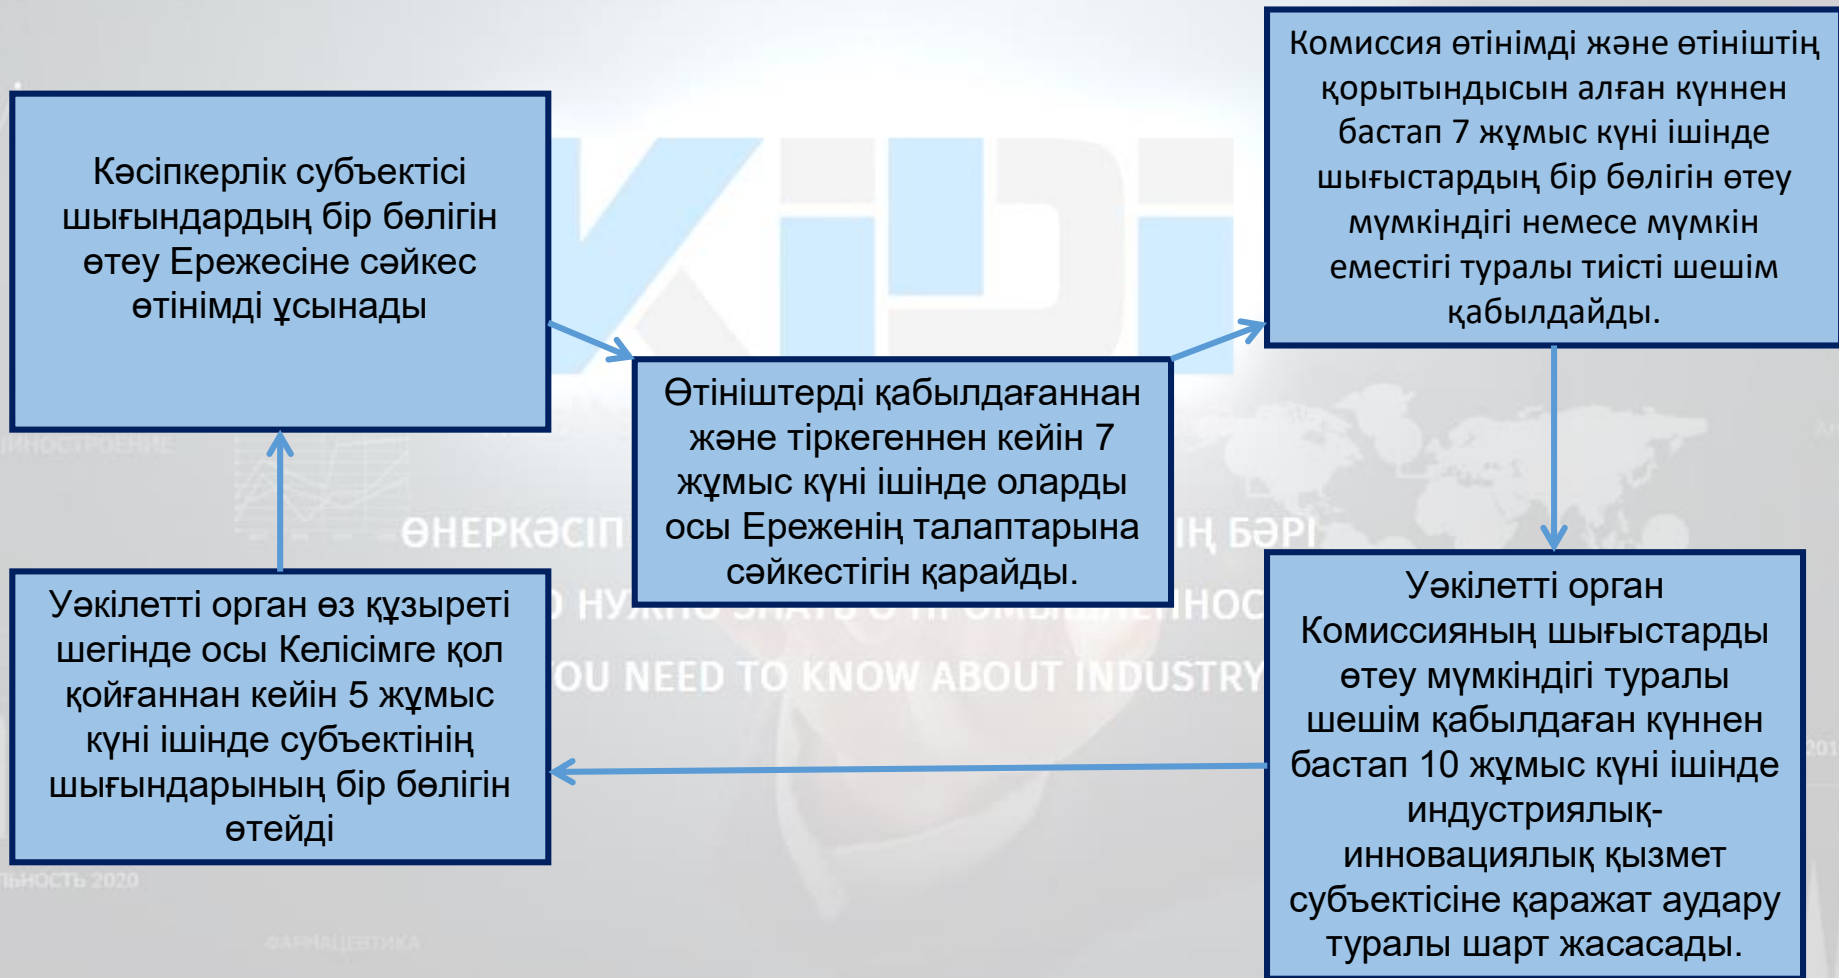 Кәсіпкерлік субъектісі
шығындардың бір бөлігін
өтеу Ережесіне сәйкес
өтінімді ұсынады
Өтініштерді қабылдағаннан
және тіркегеннен кейін 7
жұмыс күні ішінде оларды
осы Ереженің талаптарына
сәйкестігін қарайды.
Комиссия өтінімді және өтініштің
қорытындысын алған күннен
бастап 7 жұмыс күні ішінде
шығыстардың бір бөлігін өтеу
мүмкіндігі немесе мүмкін
еместігі туралы тиісті шешім
қабылдайды.
Уәкілетті орган
Комиссияның шығыстарды
өтеу мүмкіндігі туралы
шешім қабылдаған күннен
бастап 10 жұмыс күні ішінде
индустриялық-
инновациялық қызмет
субъектісіне қаражат аудару
туралы шарт жасасады.
Уәкілетті орган өз құзыреті
шегінде осы Келісімге қол
қойғаннан кейін 5 жұмыс
күні ішінде субъектінің
шығындарының бір бөлігін
өтейді
KIDI
ӨНЕРКӘСІП БӘРІ
НУЖНО ЗНАТЬ О
NEED TO KNOW ABOUT INDUSTRY
2020
ФАРМАЦЕВТИКА